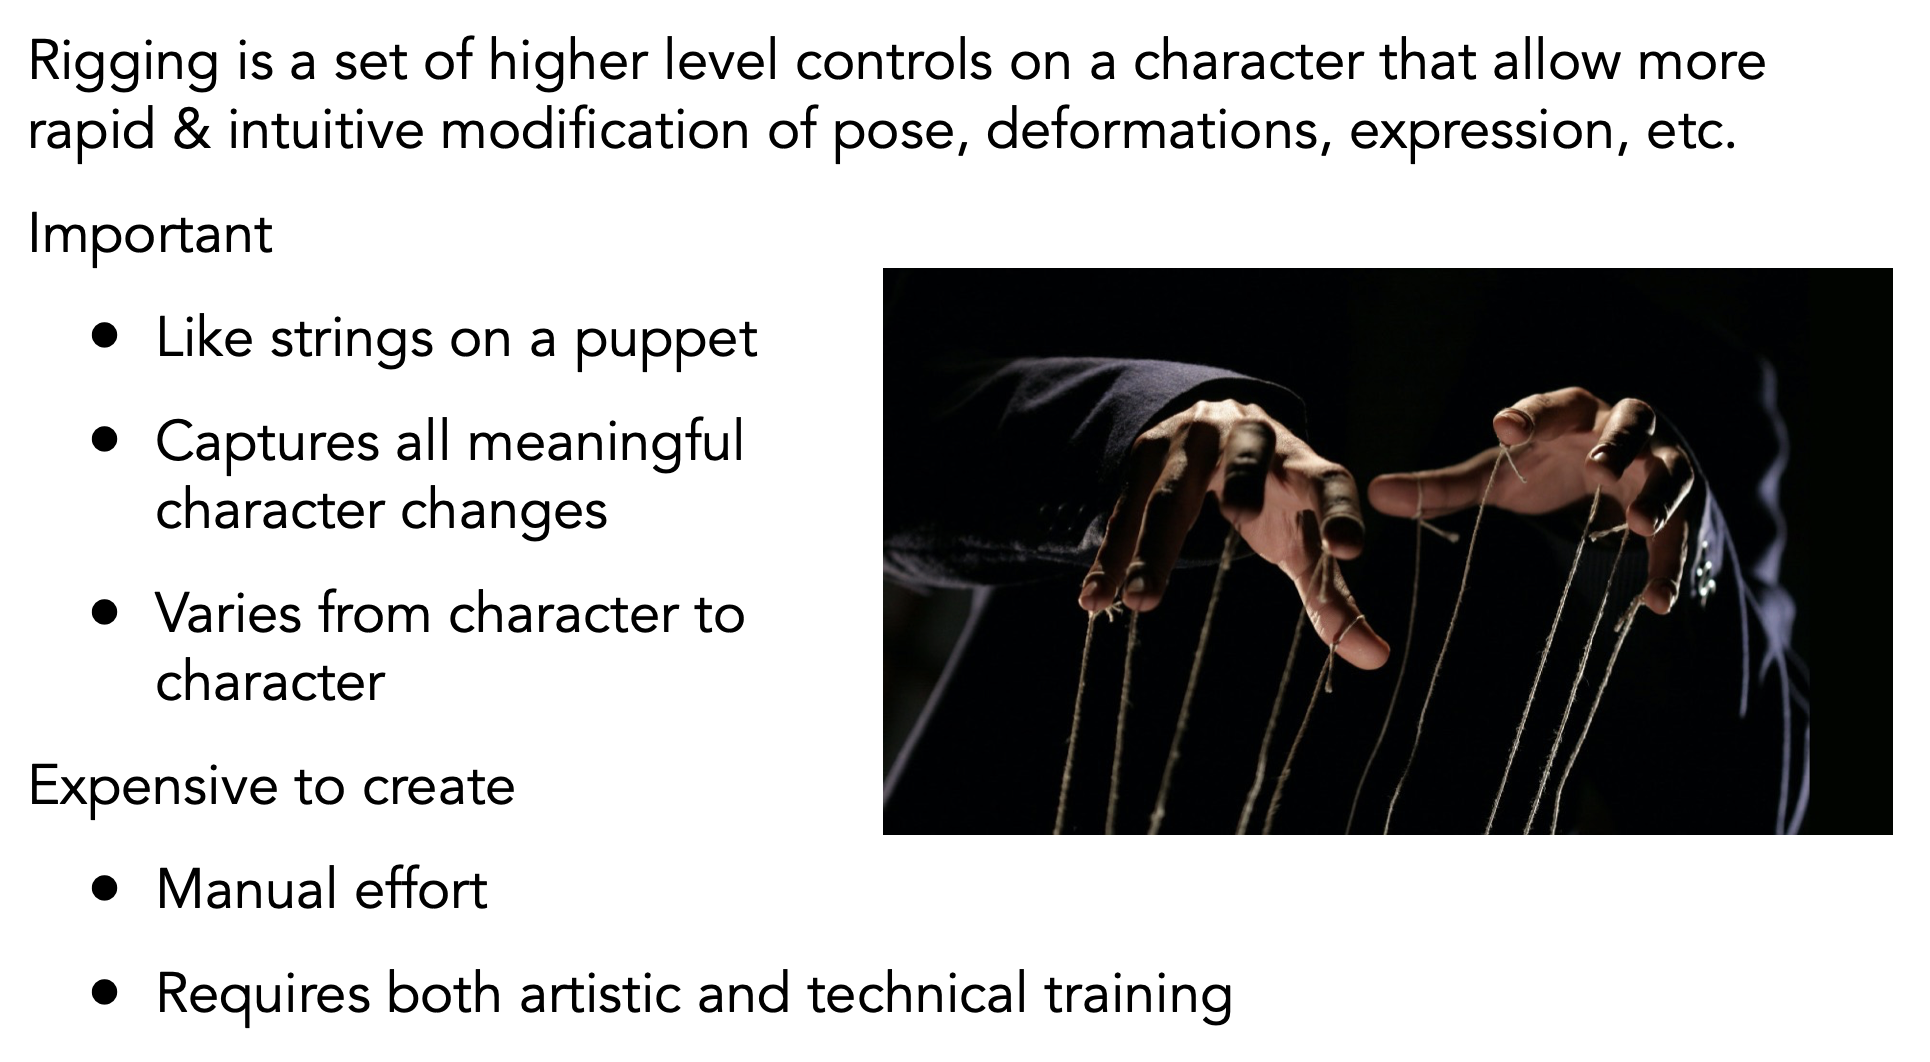 Rigging is a set of higher level controls on a character that allow more
rapid & intuitive modification of pose, deformations, expression, etc.
Important
● Like strings on a puppet
● Captures all meaningful
character changes
● Varies from character to
character
Expensive to create
● Manual effort
● Requires both artistic and technical training